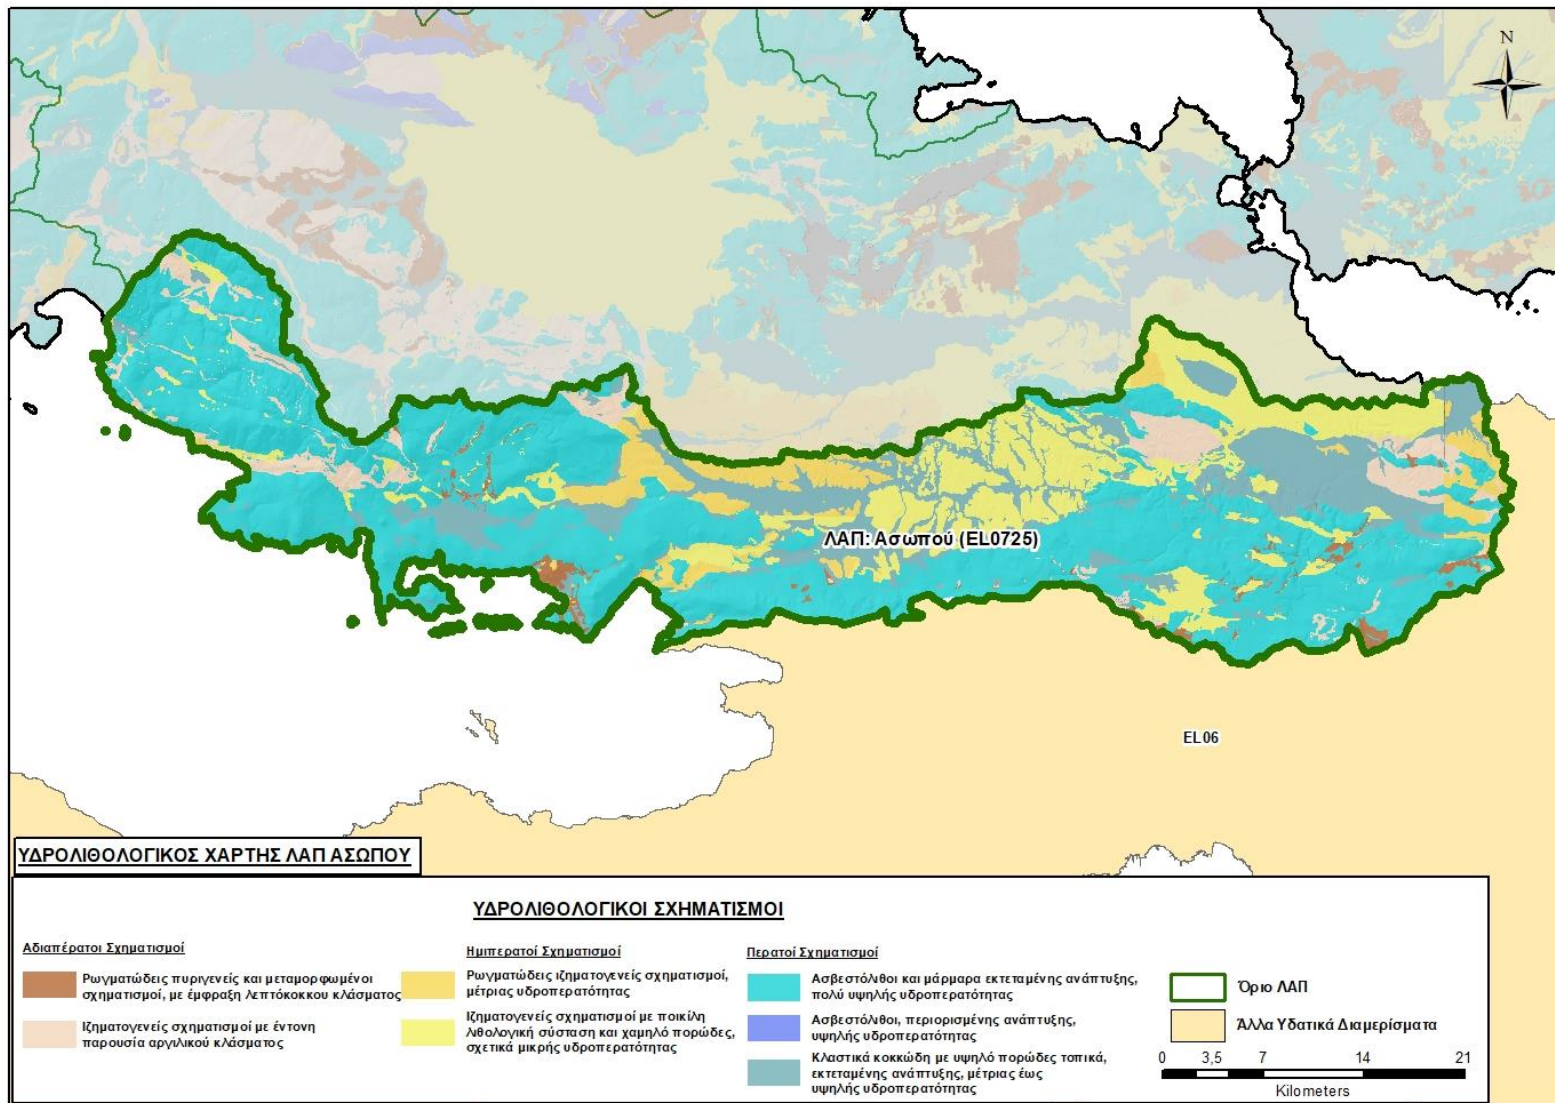 N
ΛΑΠ: Ασωπού (EL0725)
EL06
ΥΔΡΟΛΙΘΟΛΟΓΙΚΟΣ ΧΑΡΤΗΣ ΛΑΠ ΑΣΩΠΟΥ
ΥΔΡΟΛΙΘΟΛΟΓΙΚΟΙ ΣΧΗΜΑΤΙΣΜΟΙ
Αδιαπέρατοι Σχηματισμοί
Ρωγματώδεις πυριγενείς και μεταμορφωμένοι
σχηματισμοί, με έμφραξη λεπτόκοκκου κλάσματος
Ιζηματογενείς σχηματισμοί με έντονη
παρουσία αργιλικού κλάσματος
Ημιπερατοί Σχηματισμοί
Ρωγματώδεις ιζηματογενείς σχηματισμοί,
μέτριας υδροπερατότητας
Ιζηματογενείς σχηματισμοί με ποικίλη
λιθολογική σύσταση και χαμηλό πορώδες,
σχετικά μικρής υδροπερατότητας
Περατοί Σχηματισμοί
Ασβεστόλιθοι και μάρμαρα εκτεταμένης ανάπτυξης,
πολύ υψηλής υδροπερατότητας
Ασβεστόλιθοι, περιορισμένης ανάπτυξης,
υψηλής υδροπερατότητας
Κλαστικά κοκκώδη με υψηλό πορώδες τοπικά,
εκτεταμένης ανάπτυξης, μέτριας έως
υψηλής υδροπερατότητας
Όριο ΛΑΠ
Άλλα Υδατικά Διαμερίσματα
0 3,5 7 14 21
Kilometers